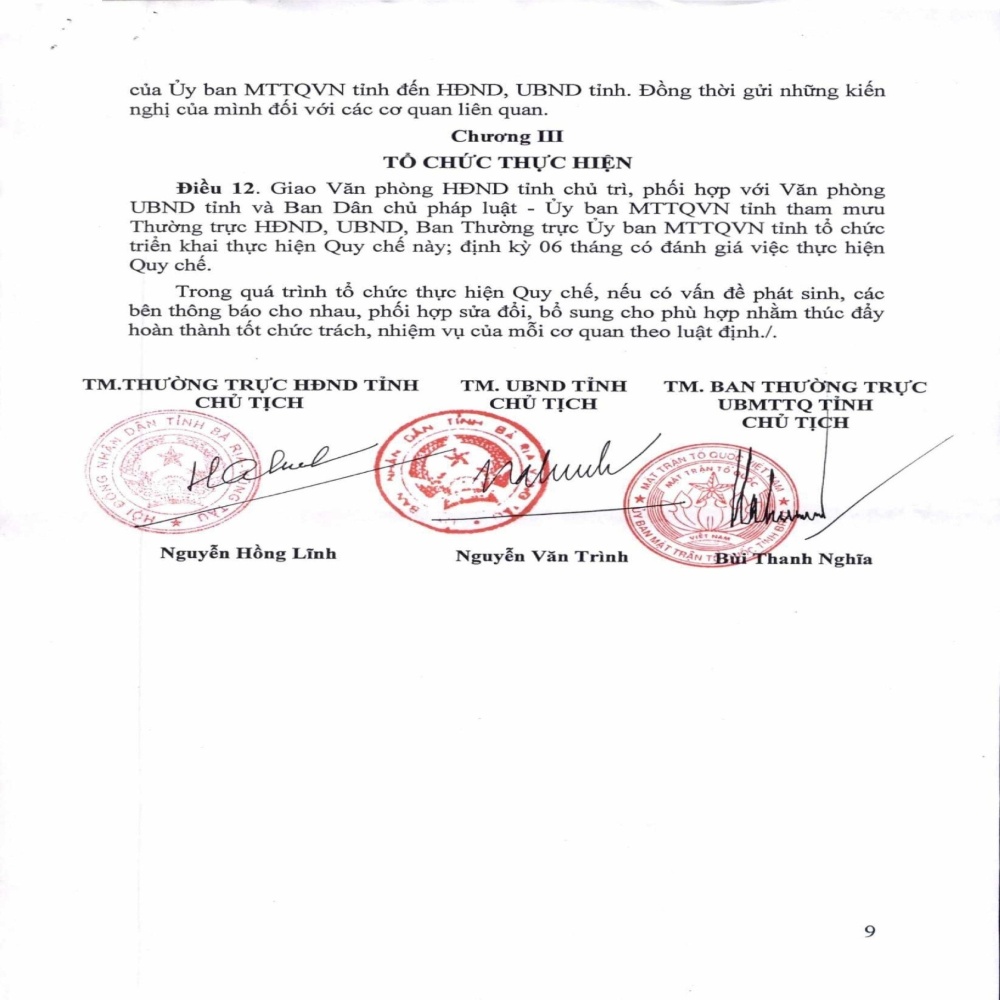 của Ủy ban MTTQVN tỉnh đến HĐND, UBND tỉnh. Đồng thời gửi những kiến
nghị của mình đối với các cơ quan liên quan.
Chương III
TỔ CHỨC THỰC HIỆN
Điều 12. Giao Văn phòng HĐND tỉnh chủ trì, phối hợp với Văn phòng
UBND tỉnh và Ban Dân chủ pháp luật - Ủy ban MTTQVN tỉnh tham mưu
Thường trực HĐND, UBND, Ban Thường trực Ủy ban MTTQVN tỉnh tổ chức
triển khai thực hiện Quy chế này; định kỳ 06 tháng có đánh giá việc thực hiện
Quy chế.
Trong quá trình tổ chức thực hiện Quy chế, nếu có vấn đề phát sinh, các
bên thông báo cho nhau, phối hợp sửa đổi, bổ sung cho phù hợp nhằm thúc đẩy
hoàn thành tốt chức trách, nhiệm vụ của mỗi cơ quan theo luật định./.
TM.THƯỜNG TRỰC HĐND TỈNH
CHỦ TỊCH
HỘI ĐỒNG NHÂN DÂN TỈNH BÀ RỊA VŨNG TÀU
Nguyễn Hồng Lĩnh
TM. UBND TỈNH
CHỦ TỊCH
BAN NHÂN DÂN TỈNH BÀ RỊA
Nguyễn Văn Trình
TM. BAN THƯỜNG TRỰC
UBMTTQ TỈNH
CHỦ TỊCH
MẶT TRẬN TỔ QUỐC VIỆT NAM
MẶT TRẬN TỔ QUỐC
VIỆT NAM
ỦY BAN MẶT TRẬN TỔ QUỐC TỈNH BÀ
Bùi Thanh Nghĩa
9